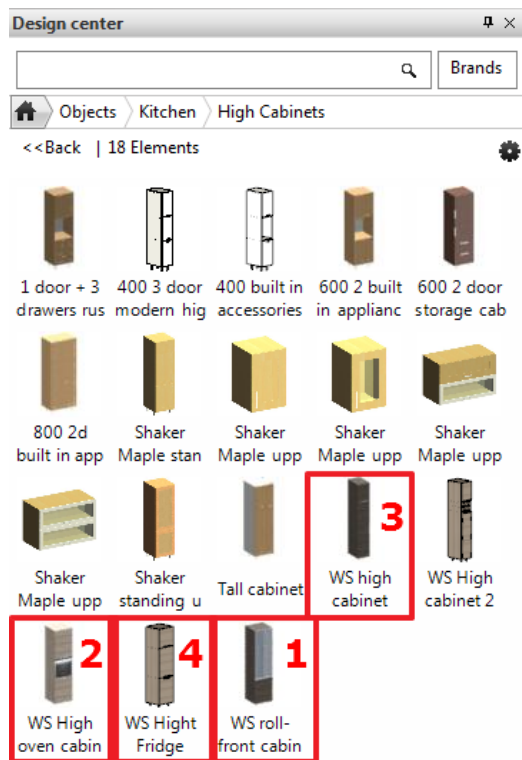 Design center
Brands
Objects Kitchen High Cabinets
<<Back | 18 Elements
1 door + 3 400 3 door 400 built in 600 2 built 600 2 door
drawers rus modern hig accessories in applianc storage cab
800 2d Shaker Shaker Shaker Shaker
built in app Maple stan Maple upp Maple upp Maple upp
3
Shaker Shaker Tall cabinet WS high WS High
Maple upp standing u cabinet cabinet 2
2 4 1
WS High WS Hight WS roll-
oven cabin Fridge front cabin